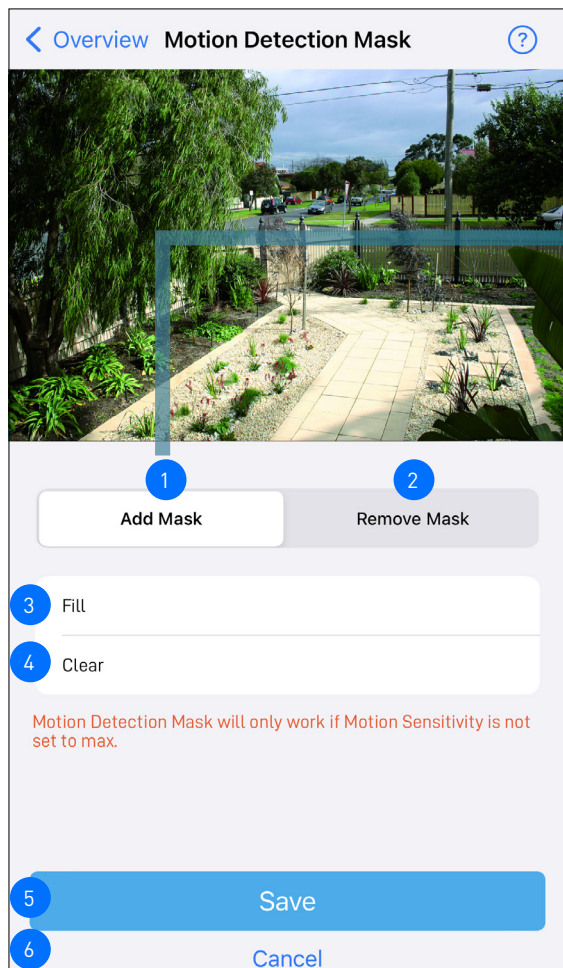 Overview Motion Detection Mask ?
1 2
Add Mask Remove Mask
3 Fill
4 Clear
Motion Detection Mask will only work if Motion Sensitivity is not
set to max.
5 Save
6 Cancel